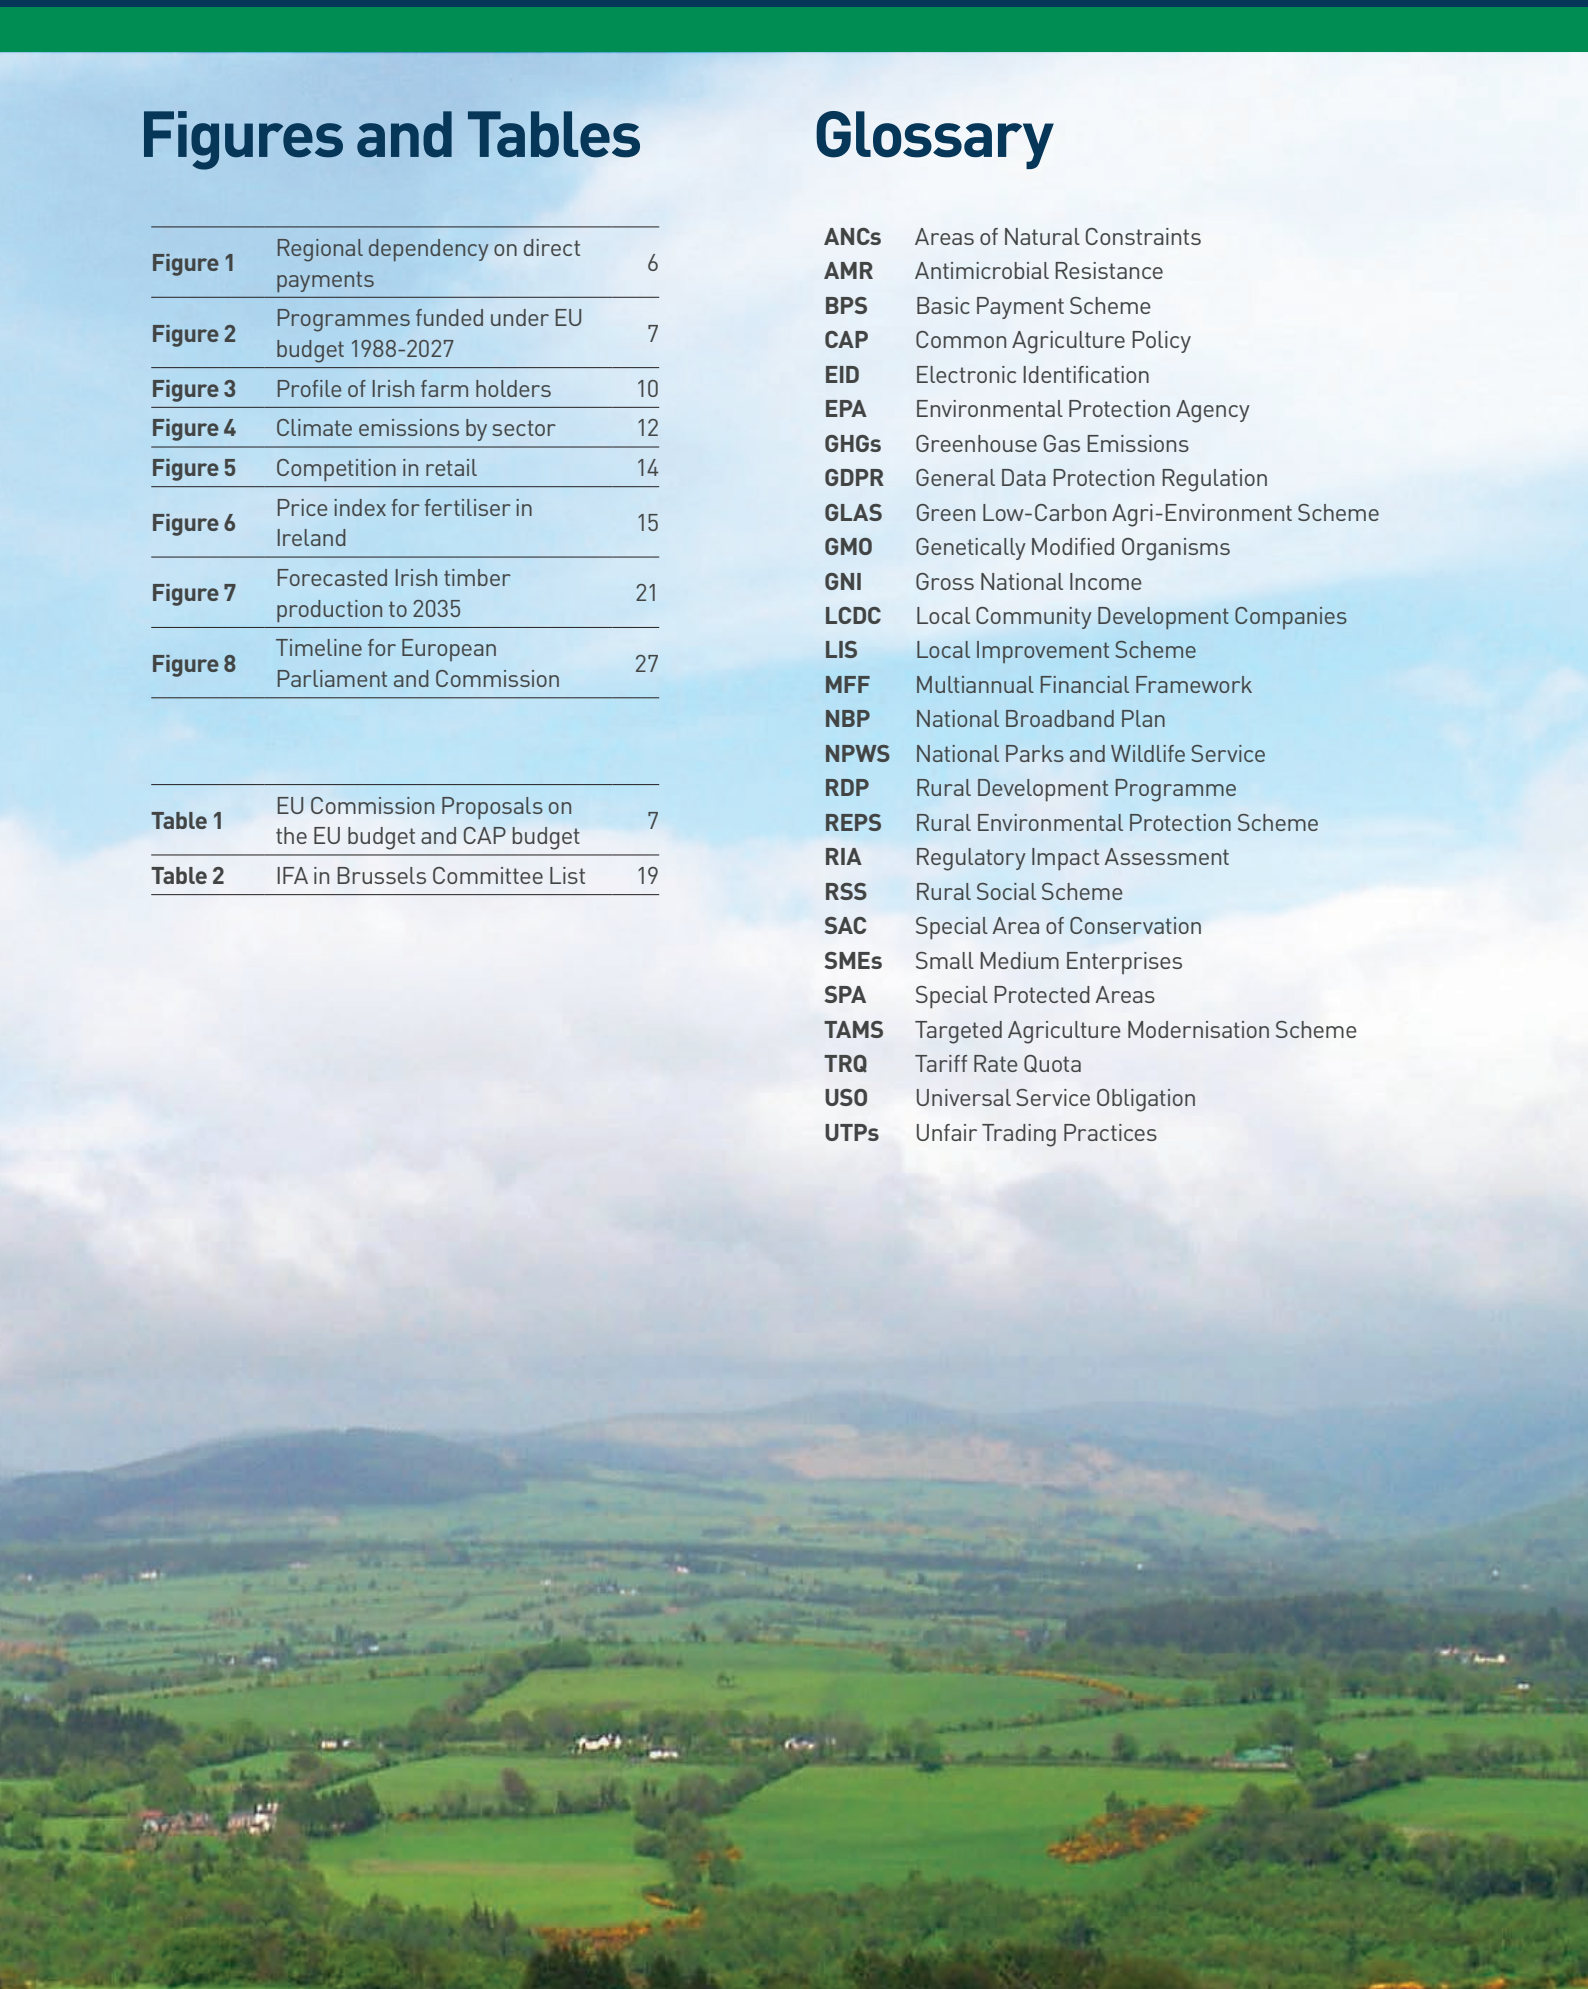 Figures and Tables
Figure 1 Regional dependency on direct
payments 6
Figure 2 Programmes funded under EU
budget 1988-2027 7
Figure 3 Profile of Irish farm holders 10
Figure 4 Climate emissions by sector 12
Figure 5 Competition in retail 14
Figure 6 Price index for fertiliser in
Ireland 15
Figure 7 Forecasted Irish timber
production to 2035 21
Figure 8 Timeline for European
Parliament and Commission 27
Table 1 EU Commission Proposals on
the EU budget and CAP budget 7
Table 2 IFA in Brussels Committee List 19
Glossary
ANCs Areas of Natural Constraints
AMR Antimicrobial Resistance
BPS Basic Payment Scheme
CAP Common Agriculture Policy
EID Electronic Identification
EPA Environmental Protection Agency
GHGs Greenhouse Gas Emissions
GDPR General Data Protection Regulation
GLAS Green Low-Carbon Agri-Environment Scheme
GMO Genetically Modified Organisms
GNI Gross National Income
LCDC Local Community Development Companies
LIS Local Improvement Scheme
MFF Multiannual Financial Framework
NBP National Broadband Plan
NPWS National Parks and Wildlife Service
RDP Rural Development Programme
REPS Rural Environmental Protection Scheme
RIA Regulatory Impact Assessment
RSS Rural Social Scheme
SAC Special Area of Conservation
SMEs Small Medium Enterprises
SPA Special Protected Areas
TAMS Targeted Agriculture Modernisation Scheme
TRQ Tariff Rate Quota
USO Universal Service Obligation
UTPs Unfair Trading Practices